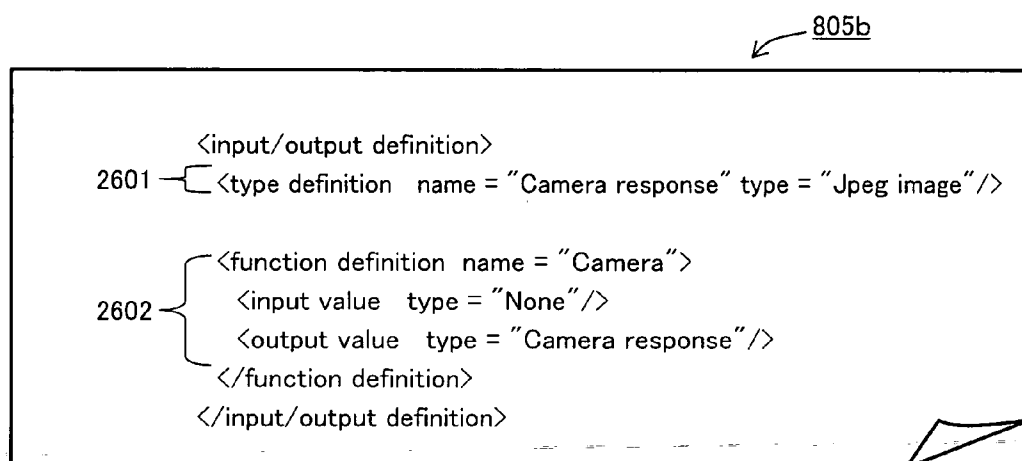 805b
<input/output definition>
2601 <type definition name = "Camera response" type = "Jpeg image"/>
<function definition name = "Camera">
2602
<input value type = "None"/>
<output value type = "Camera response"/>
</function definition>
</input/output definition>